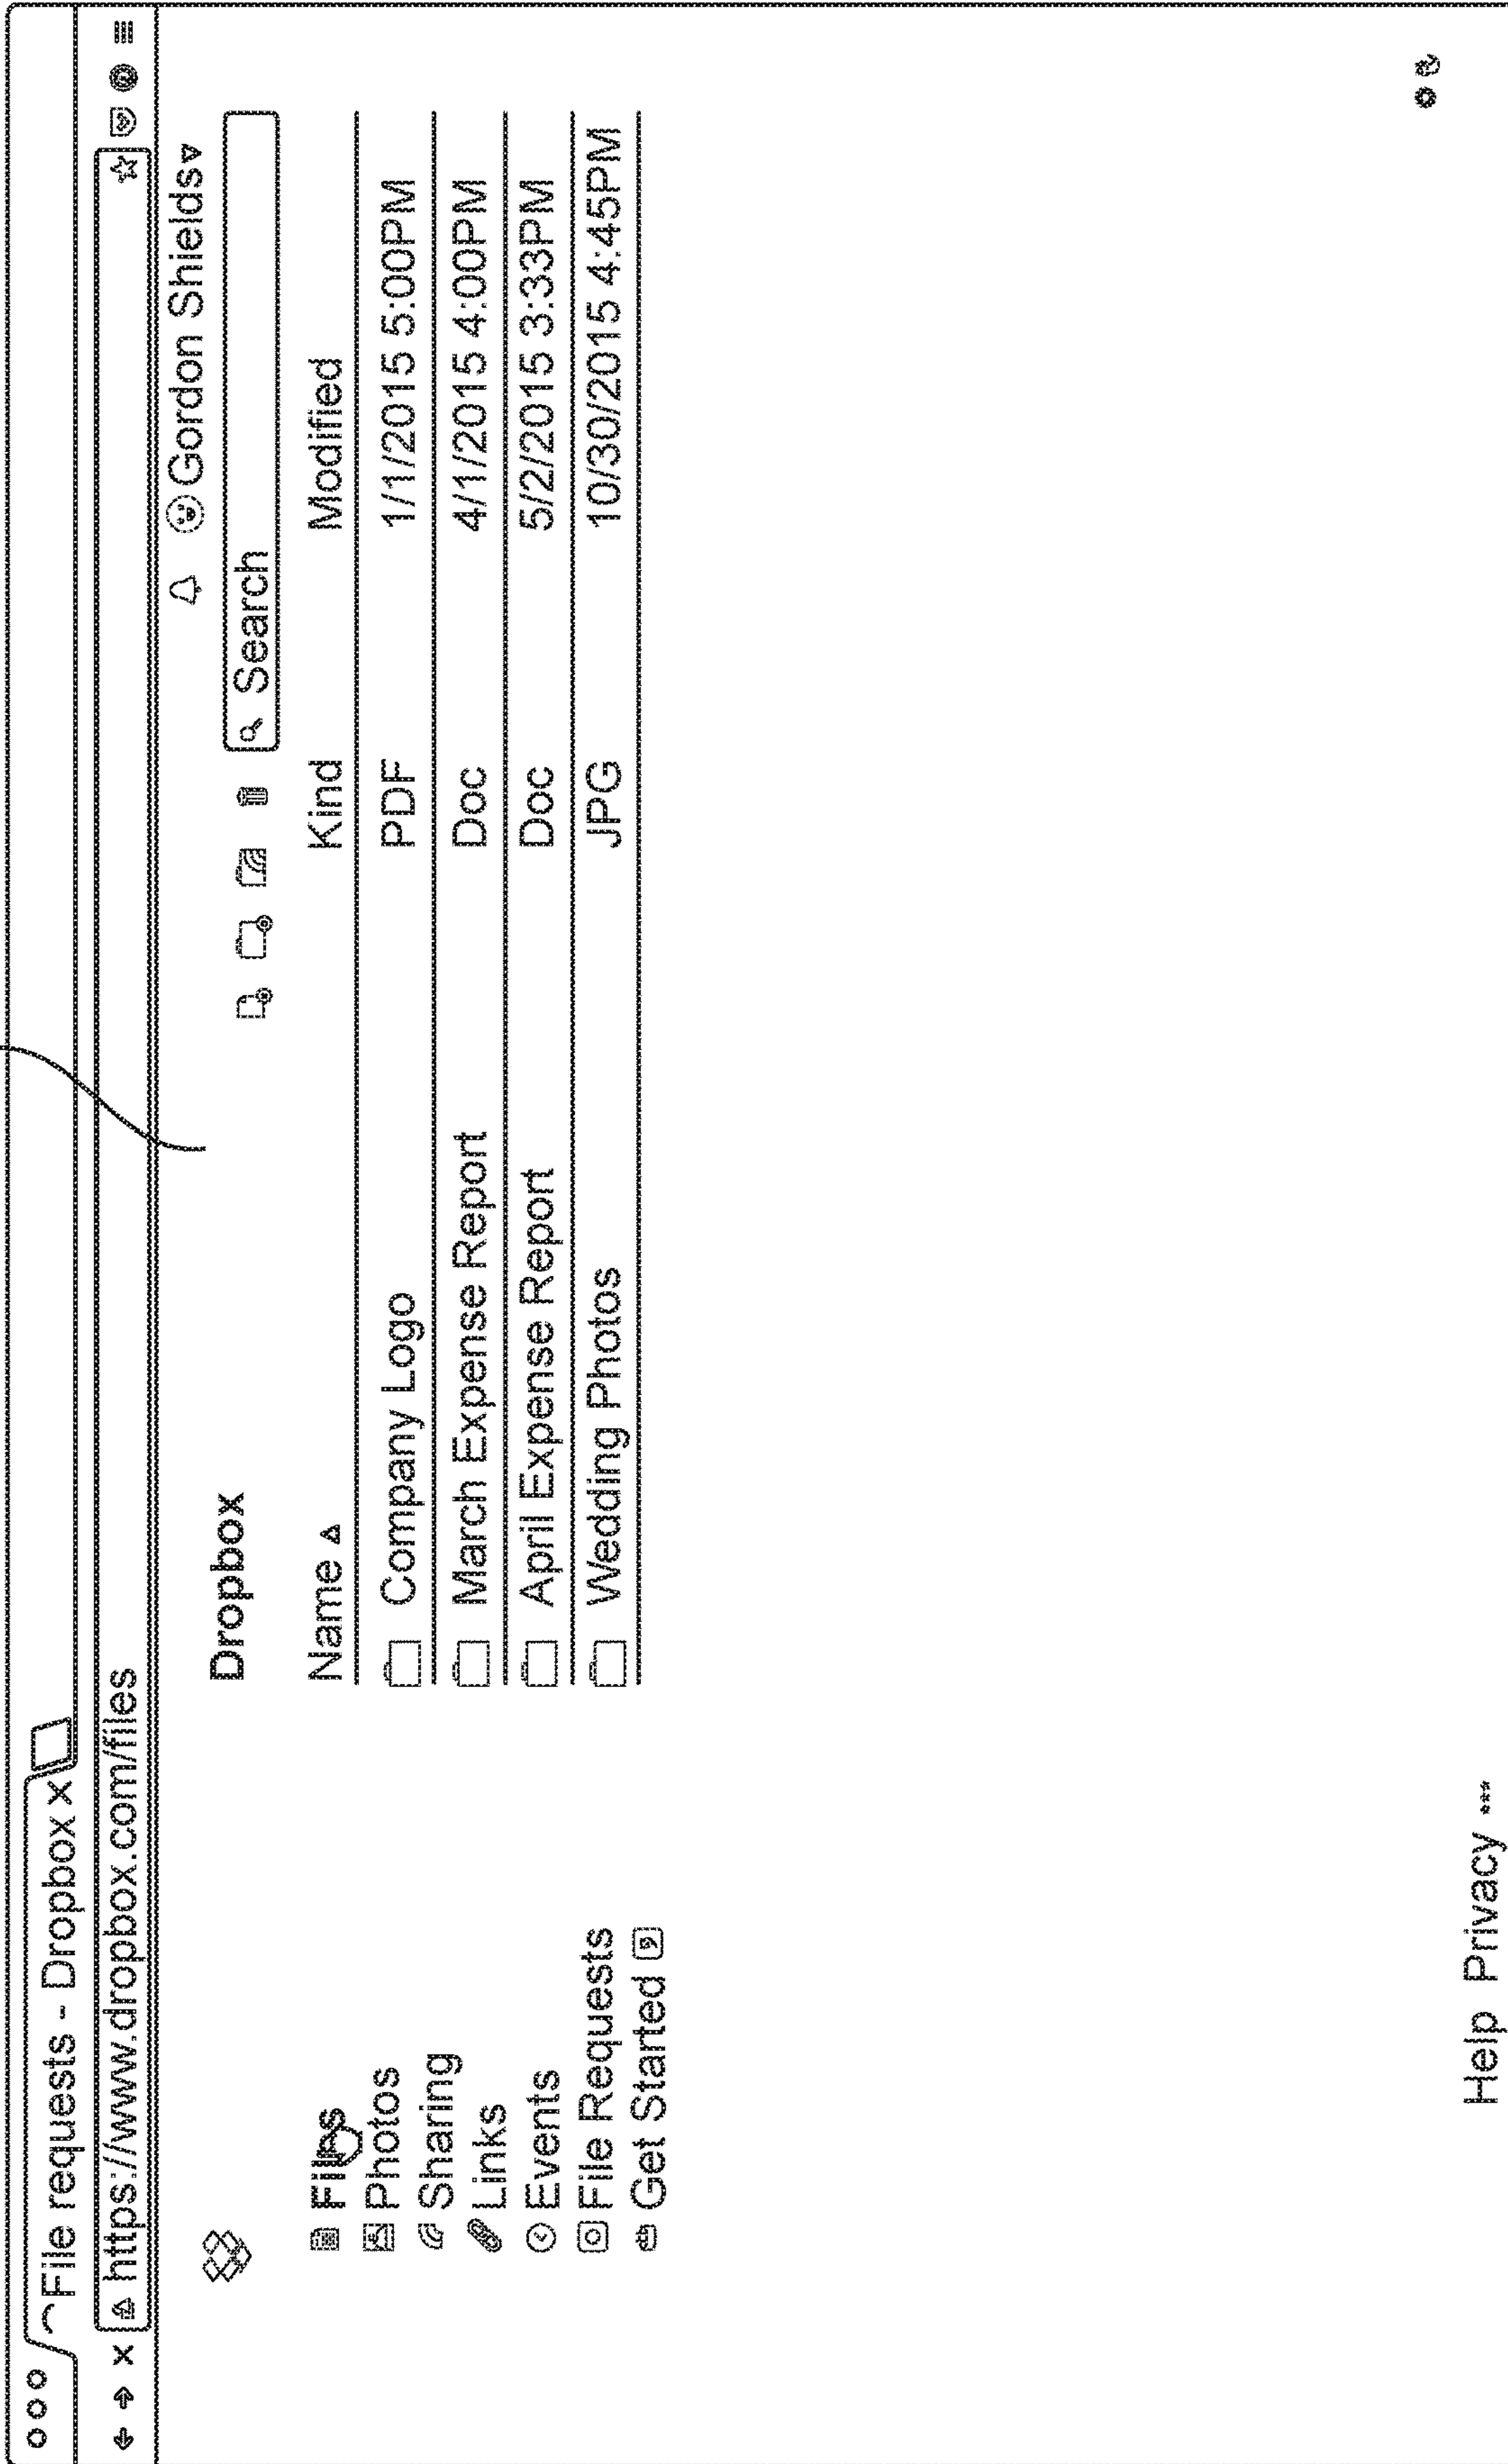 File requests - Dropbox x
https://www.dropbox.com/files
Gordon Shields
Dropbox
Search
Name Kind Modified
Company Logo PDF 1/1/2015 5:00PM
March Expense Report Doc 4/1/2015 4:00PM
April Expense Report Doc 5/2/2015 3:33PM
Wedding Photos JPG 10/30/2015 4:45PM
Files
Photos
Sharing
Links
Events
File Requests
Get Started
Help Privacy